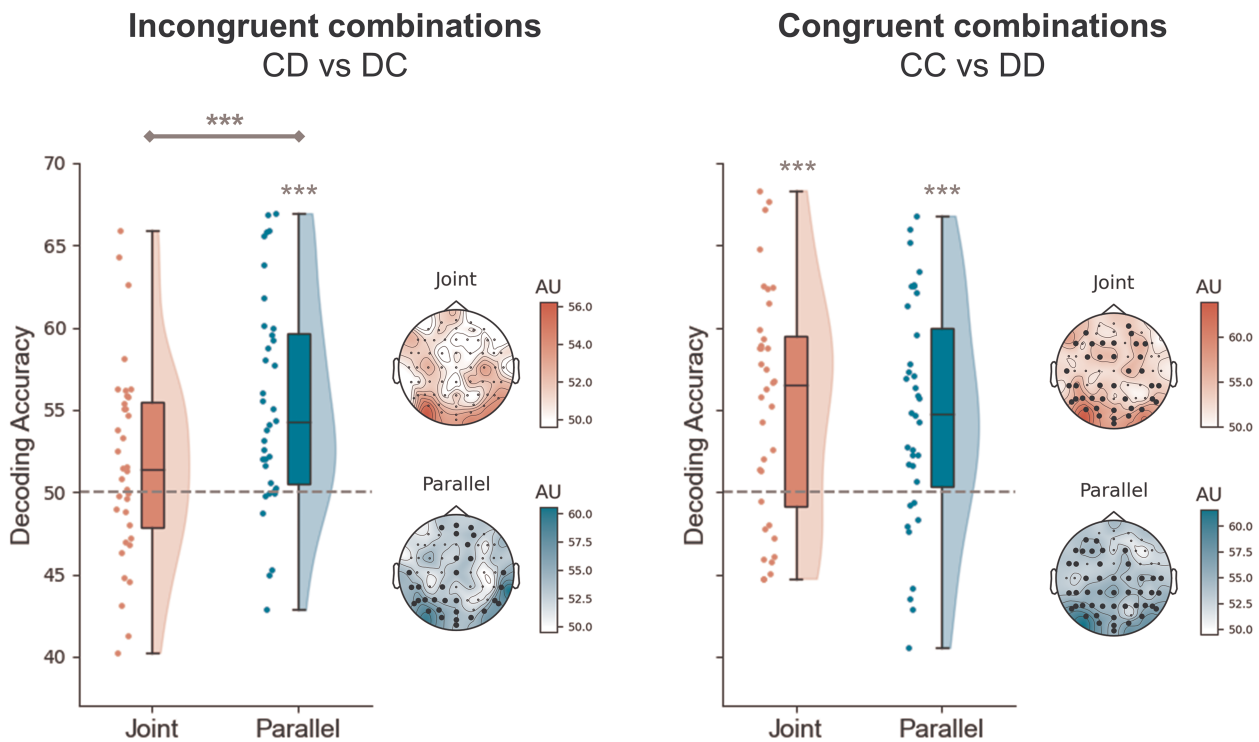 Incongruent combinations
CD vs DC
***
***
70
65
60
55
50
45
40
Decoding Accuracy
Joint
Parallel
Joint
AU
56.0
54.0
52.0
50.0
Parallel
AU
60.0
57.5
55.0
52.5
50.0
Congruent combinations
CC vs DD
***
***
Decoding Accuracy
Joint
Parallel
Joint
AU
60.0
55.0
50.0
Parallel
AU
60.0
57.5
55.0
52.5
50.0